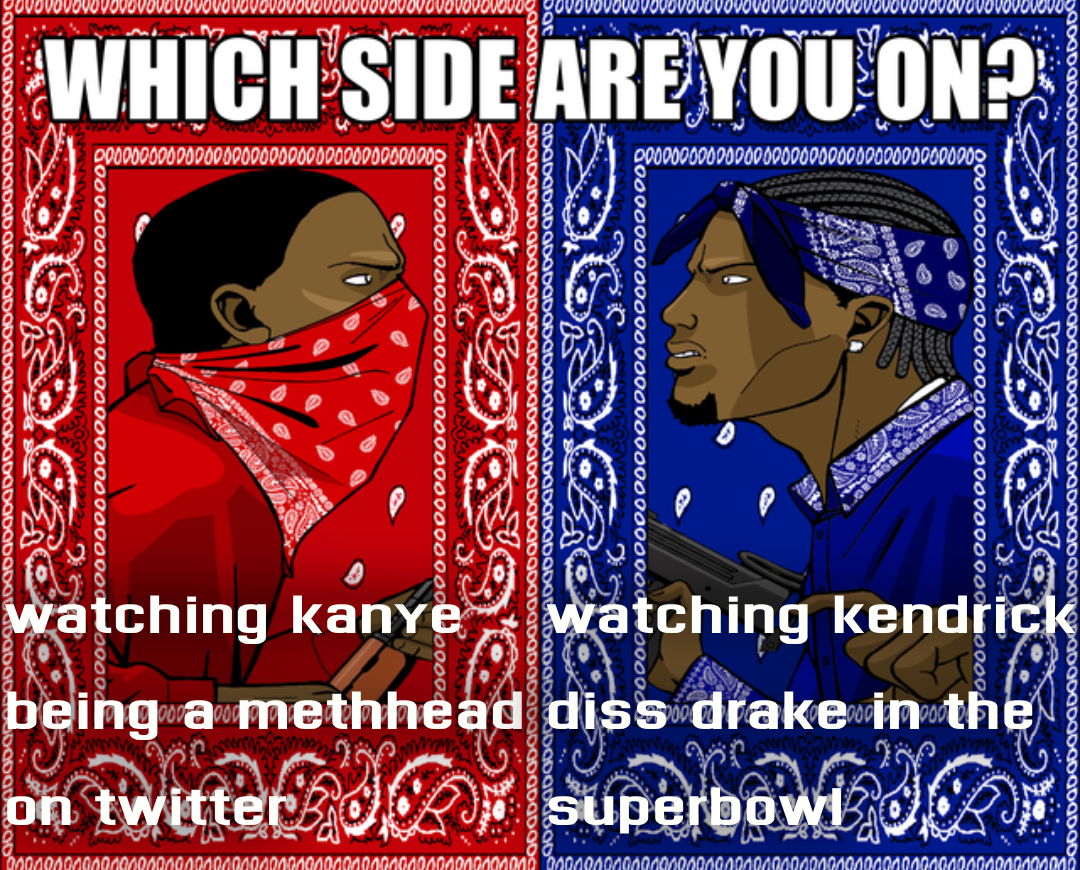 WHICH SIDE ARE YOU ON?
watching kanye
being a methhead
on twitter
watching kendrick
diss drake in the
superbowl